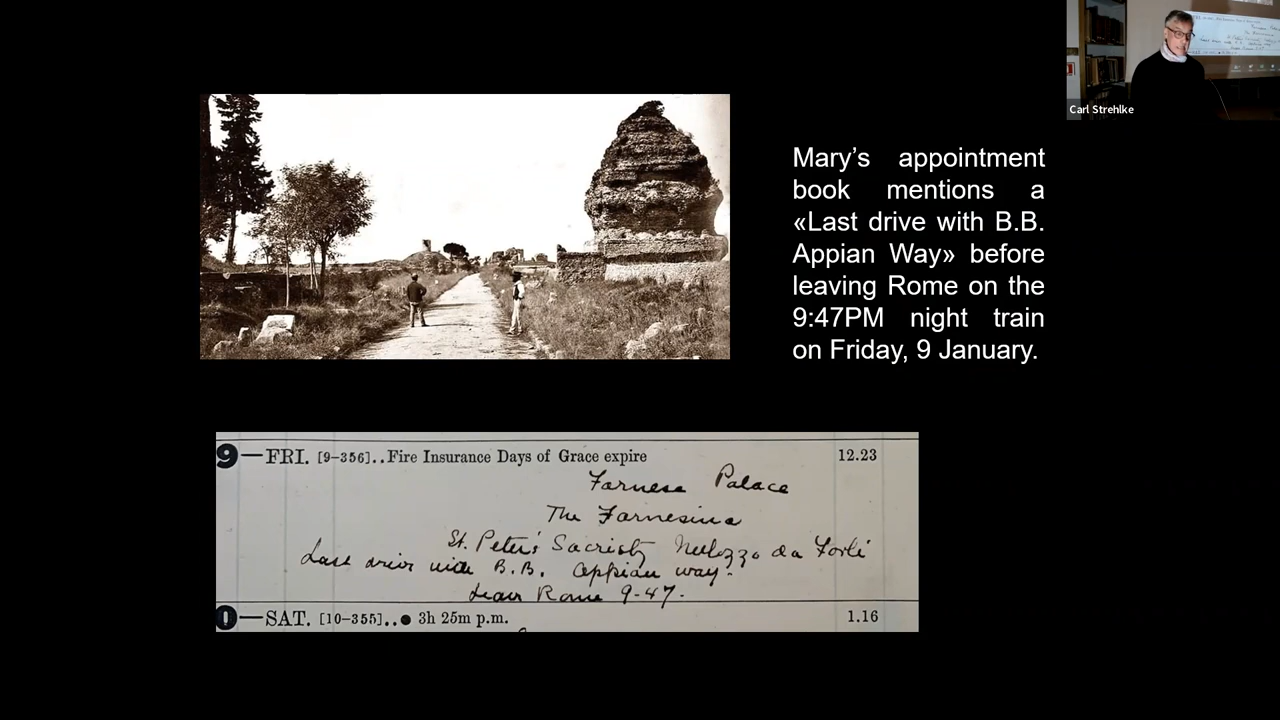 Carl Strehlke
Mary’s appointment
book mentions a
«Last drive with B.B.
Appian Way» before
leaving Rome on the
9:47PM night train
on Friday, 9 January.
9—FRI. [9–356]..Fire Insurance Days of Grace expire 12.23
Farnese Palace
The Farnesina
St. Peter's Sacristy Melozzo da Forlì
Last drive with B.B. Appian way.
Leave Rome 9-47.
0—SAT. [10–355]..● 3h 25m p.m. 1.16